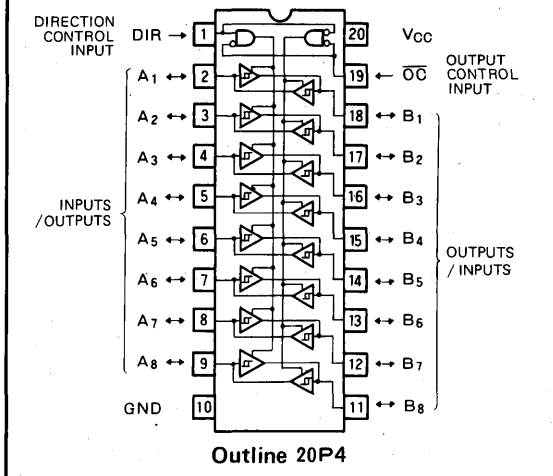 DIRECTION
CONTROL
INPUT
DIR → 1
20 VCC
A1 ↔ 2
19 ← OC
OUTPUT
CONTROL
INPUT
A2 ↔ 3
18 ↔ B1
A3 ↔ 4
17 ↔ B2
A4 ↔ 5
16 ↔ B3
INPUTS
/OUTPUTS
A5 ↔ 6
15 ↔ B4
OUTPUTS
/ INPUTS
A6 ↔ 7
14 ↔ B5
A7 ↔ 8
13 ↔ B6
A8 ↔ 9
12 ↔ B7
GND 10
11 ↔ B8
Outline 20P4